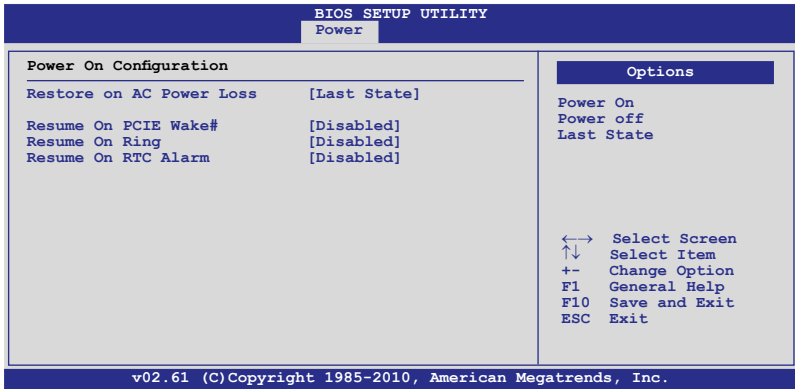 BIOS SETUP UTILITY
Power
Power On Configuration
Restore on AC Power Loss [Last State]
Resume On PCIE Wake# [Disabled]
Resume On Ring [Disabled]
Resume On RTC Alarm [Disabled]
Options
Power On
Power off
Last State
←→ Select Screen
↑↓ Select Item
+- Change Option
F1 General Help
F10 Save and Exit
ESC Exit
v02.61 (C)Copyright 1985-2010, American Megatrends, Inc.